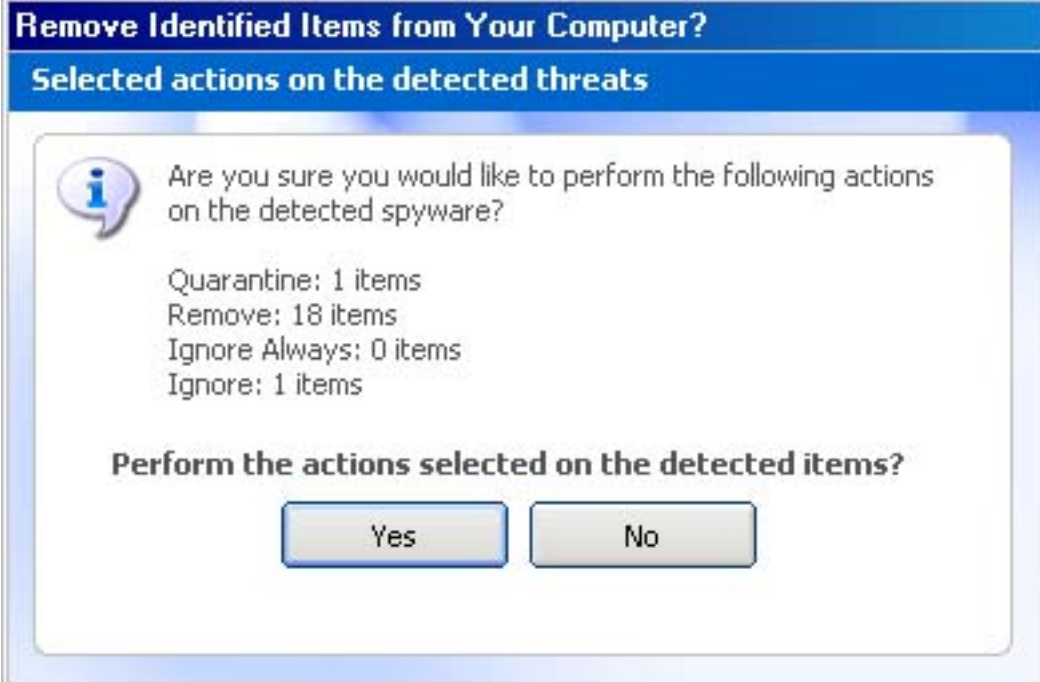 Remove Identified Items from Your Computer?
Selected actions on the detected threats
Are you sure you would like to perform the following actions
on the detected spyware?
Quarantine: 1 items
Remove: 18 items
Ignore Always: 0 items
Ignore: 1 items
Perform the actions selected on the detected items?
Yes
No